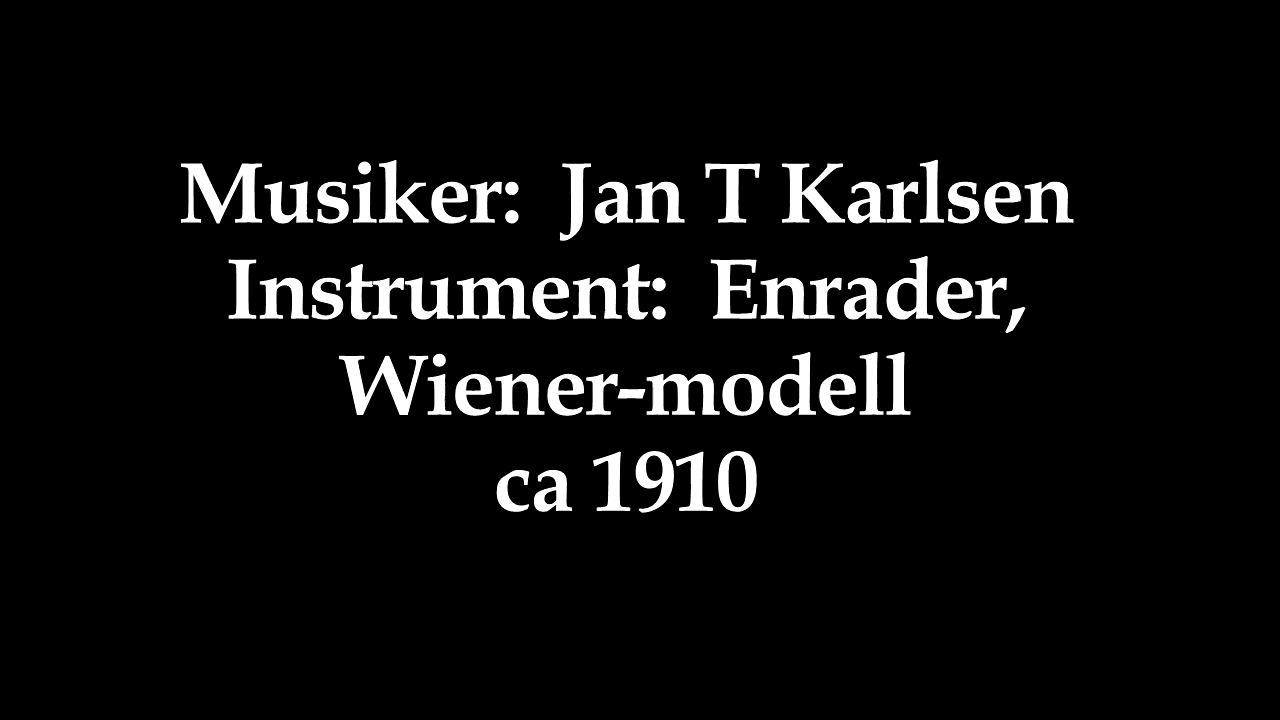 Musiker:  Jan T Karlsen
Instrument:  Enrader,
Wiener-modell
ca 1910